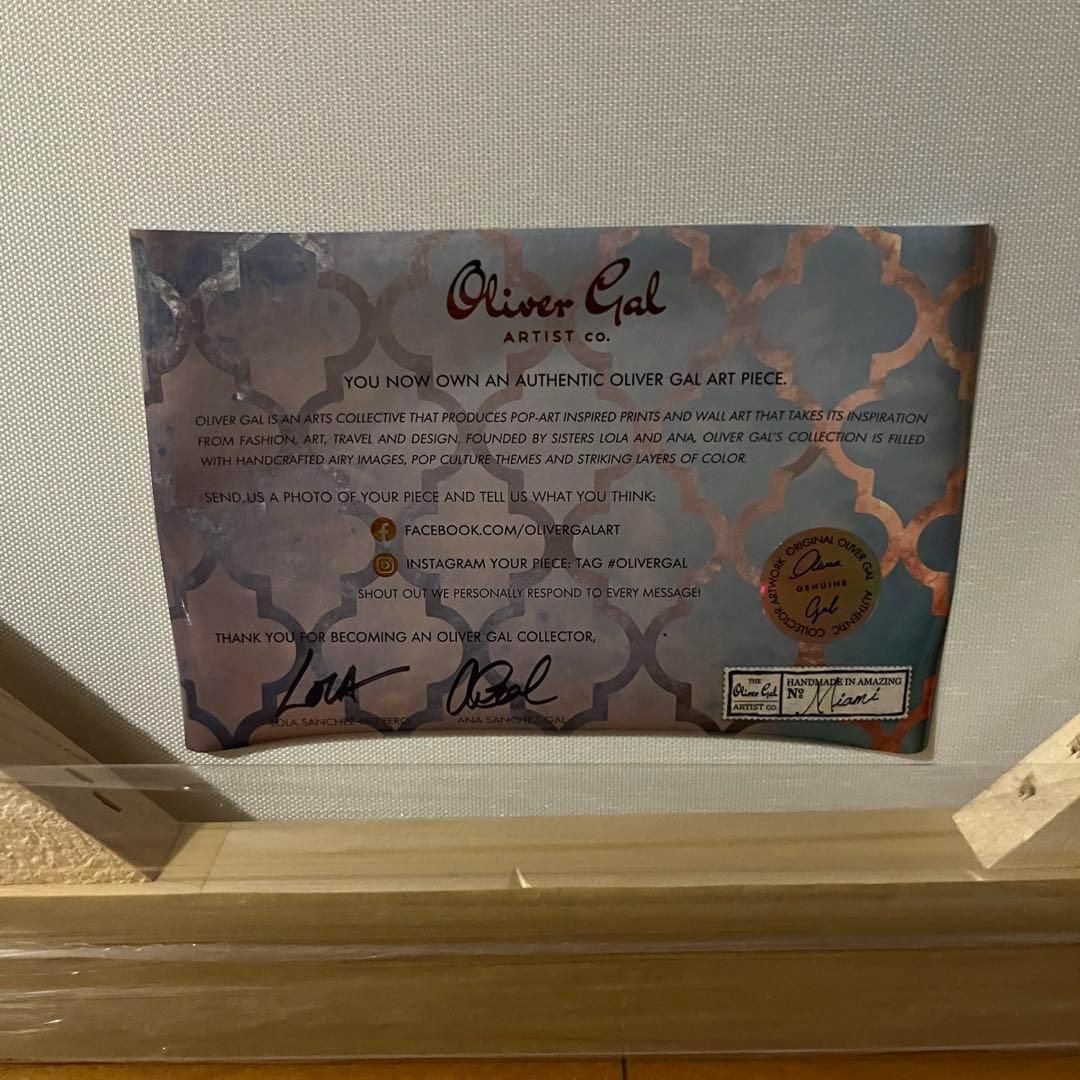 Oliver Gal
ARTIST CO.
YOU NOW OWN AN AUTHENTIC OLIVER GAL ART PIECE.
OLIVER GAL IS AN ARTS COLLECTIVE THAT PRODUCES POP-ART INSPIRED PRINTS AND WALL ART THAT TAKES ITS INSPIRATION
FROM FASHION, ART, TRAVEL AND DESIGN. FOUNDED BY SISTERS LOLA AND ANA, OLIVER GAL'S COLLECTION IS FILLED
WITH HANDCRAFTED AIRY IMAGES, POP CULTURE THEMES AND STRIKING LAYERS OF COLOR.
SEND US A PHOTO OF YOUR PIECE AND TELL US WHAT YOU THINK:
FACEBOOK.COM/OLIVERGALART
INSTAGRAM YOUR PIECE: TAG #OLIVERGAL
SHOUT OUT WE PERSONALLY RESPOND TO EVERY MESSAGE!
ORIGINAL OLIVER GAL
AUTHENTIC COLLECTOR ARTWORK
Oliver
GENUINE
Gal
THANK YOU FOR BECOMING AN OLIVER GAL COLLECTOR,
LOLA
LOLA SANCHEZ HERRERO
ANA SANCHEZ-GAL
THE
Oliver Gal
ARTIST CO.
HANDMADE IN AMAZING
Nº Miami